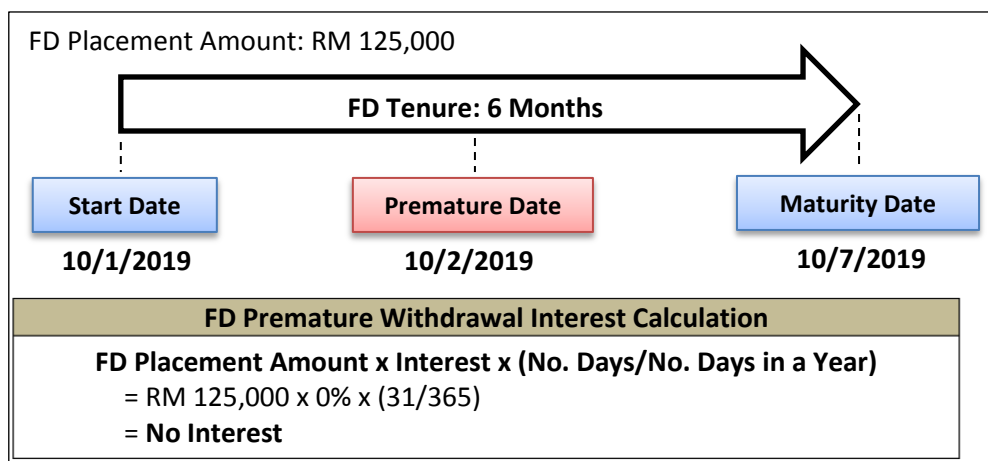 FD Placement Amount: RM 125,000
FD Tenure: 6 Months
Start Date
Premature Date
Maturity Date
10/1/2019
10/2/2019
10/7/2019
FD Premature Withdrawal Interest Calculation
FD Placement Amount x Interest x (No. Days/No. Days in a Year)
= RM 125,000 x 0% x (31/365)
= No Interest